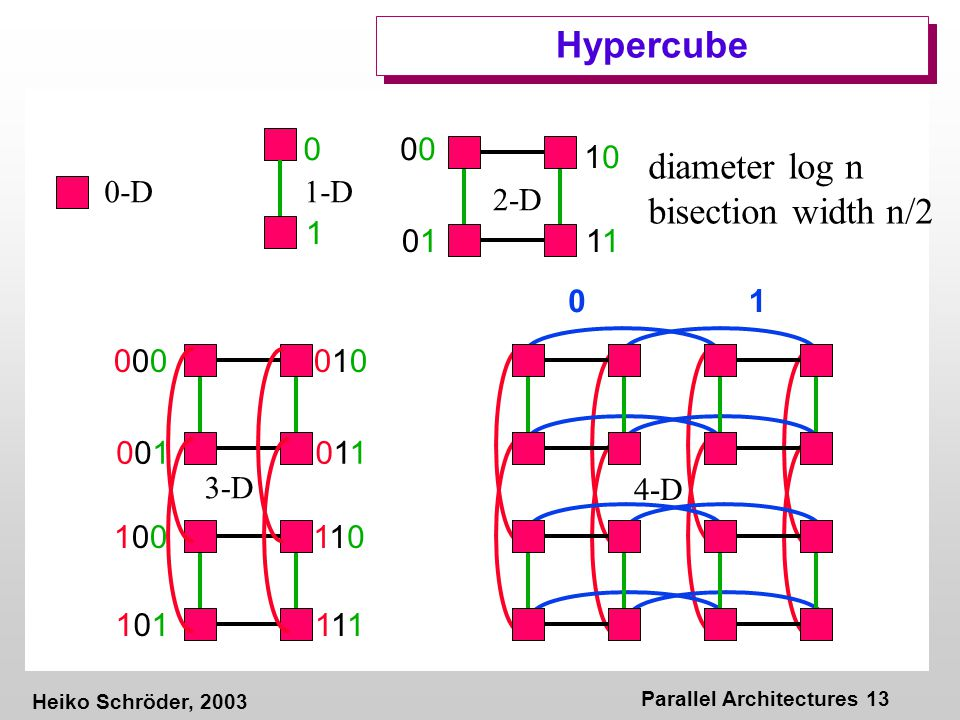 Hypercube
0-D
0
1-D
1
00
10
2-D
01
11
diameter log n
bisection width n/2
0 1
000
010
001
011
3-D
100
110
101
111
4-D
Heiko Schröder, 2003
Parallel Architectures 13